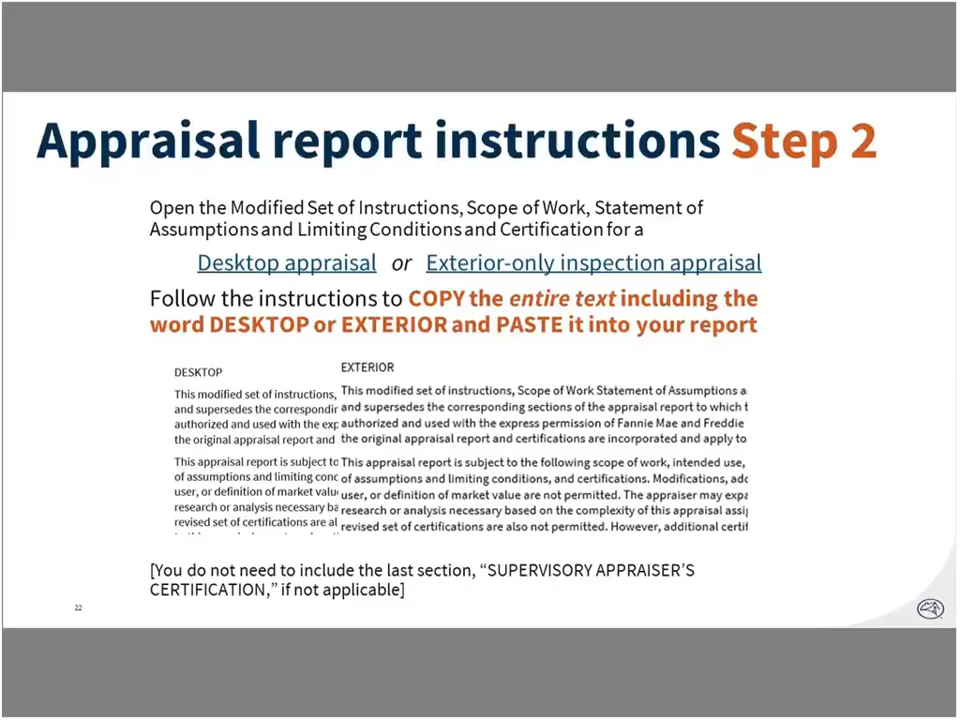 Appraisal report instructions Step 2
Open the Modified Set of Instructions, Scope of Work, Statement of
Assumptions and Limiting Conditions and Certification for a
Desktop appraisal or Exterior-only inspection appraisal
Follow the instructions to COPY the entire text including the
word DESKTOP or EXTERIOR and PASTE it into your report
DESKTOP
This modified set of instructions,
and supersedes the correspondin
authorized and used with the exp
the original appraisal report and
This appraisal report is subject to
of assumptions and limiting conc
user, or definition of market valu
research or analysis necessary ba
revised set of certifications are al
EXTERIOR
This modified set of instructions, Scope of Work Statement of Assumptions a
and supersedes the corresponding sections of the appraisal report to which t
authorized and used with the express permission of Fannie Mae and Freddie
the original appraisal report and certifications are incorporated and apply to
This appraisal report is subject to the following scope of work, intended use,
of assumptions and limiting conditions, and certifications. Modifications, adc
user, or definition of market value are not permitted. The appraiser may expa
research or analysis necessary based on the complexity of this appraisal assig
revised set of certifications are also not permitted. However, additional certif
[You do not need to include the last section, “SUPERVISORY APPRAISER’S
CERTIFICATION,” if not applicable]
22